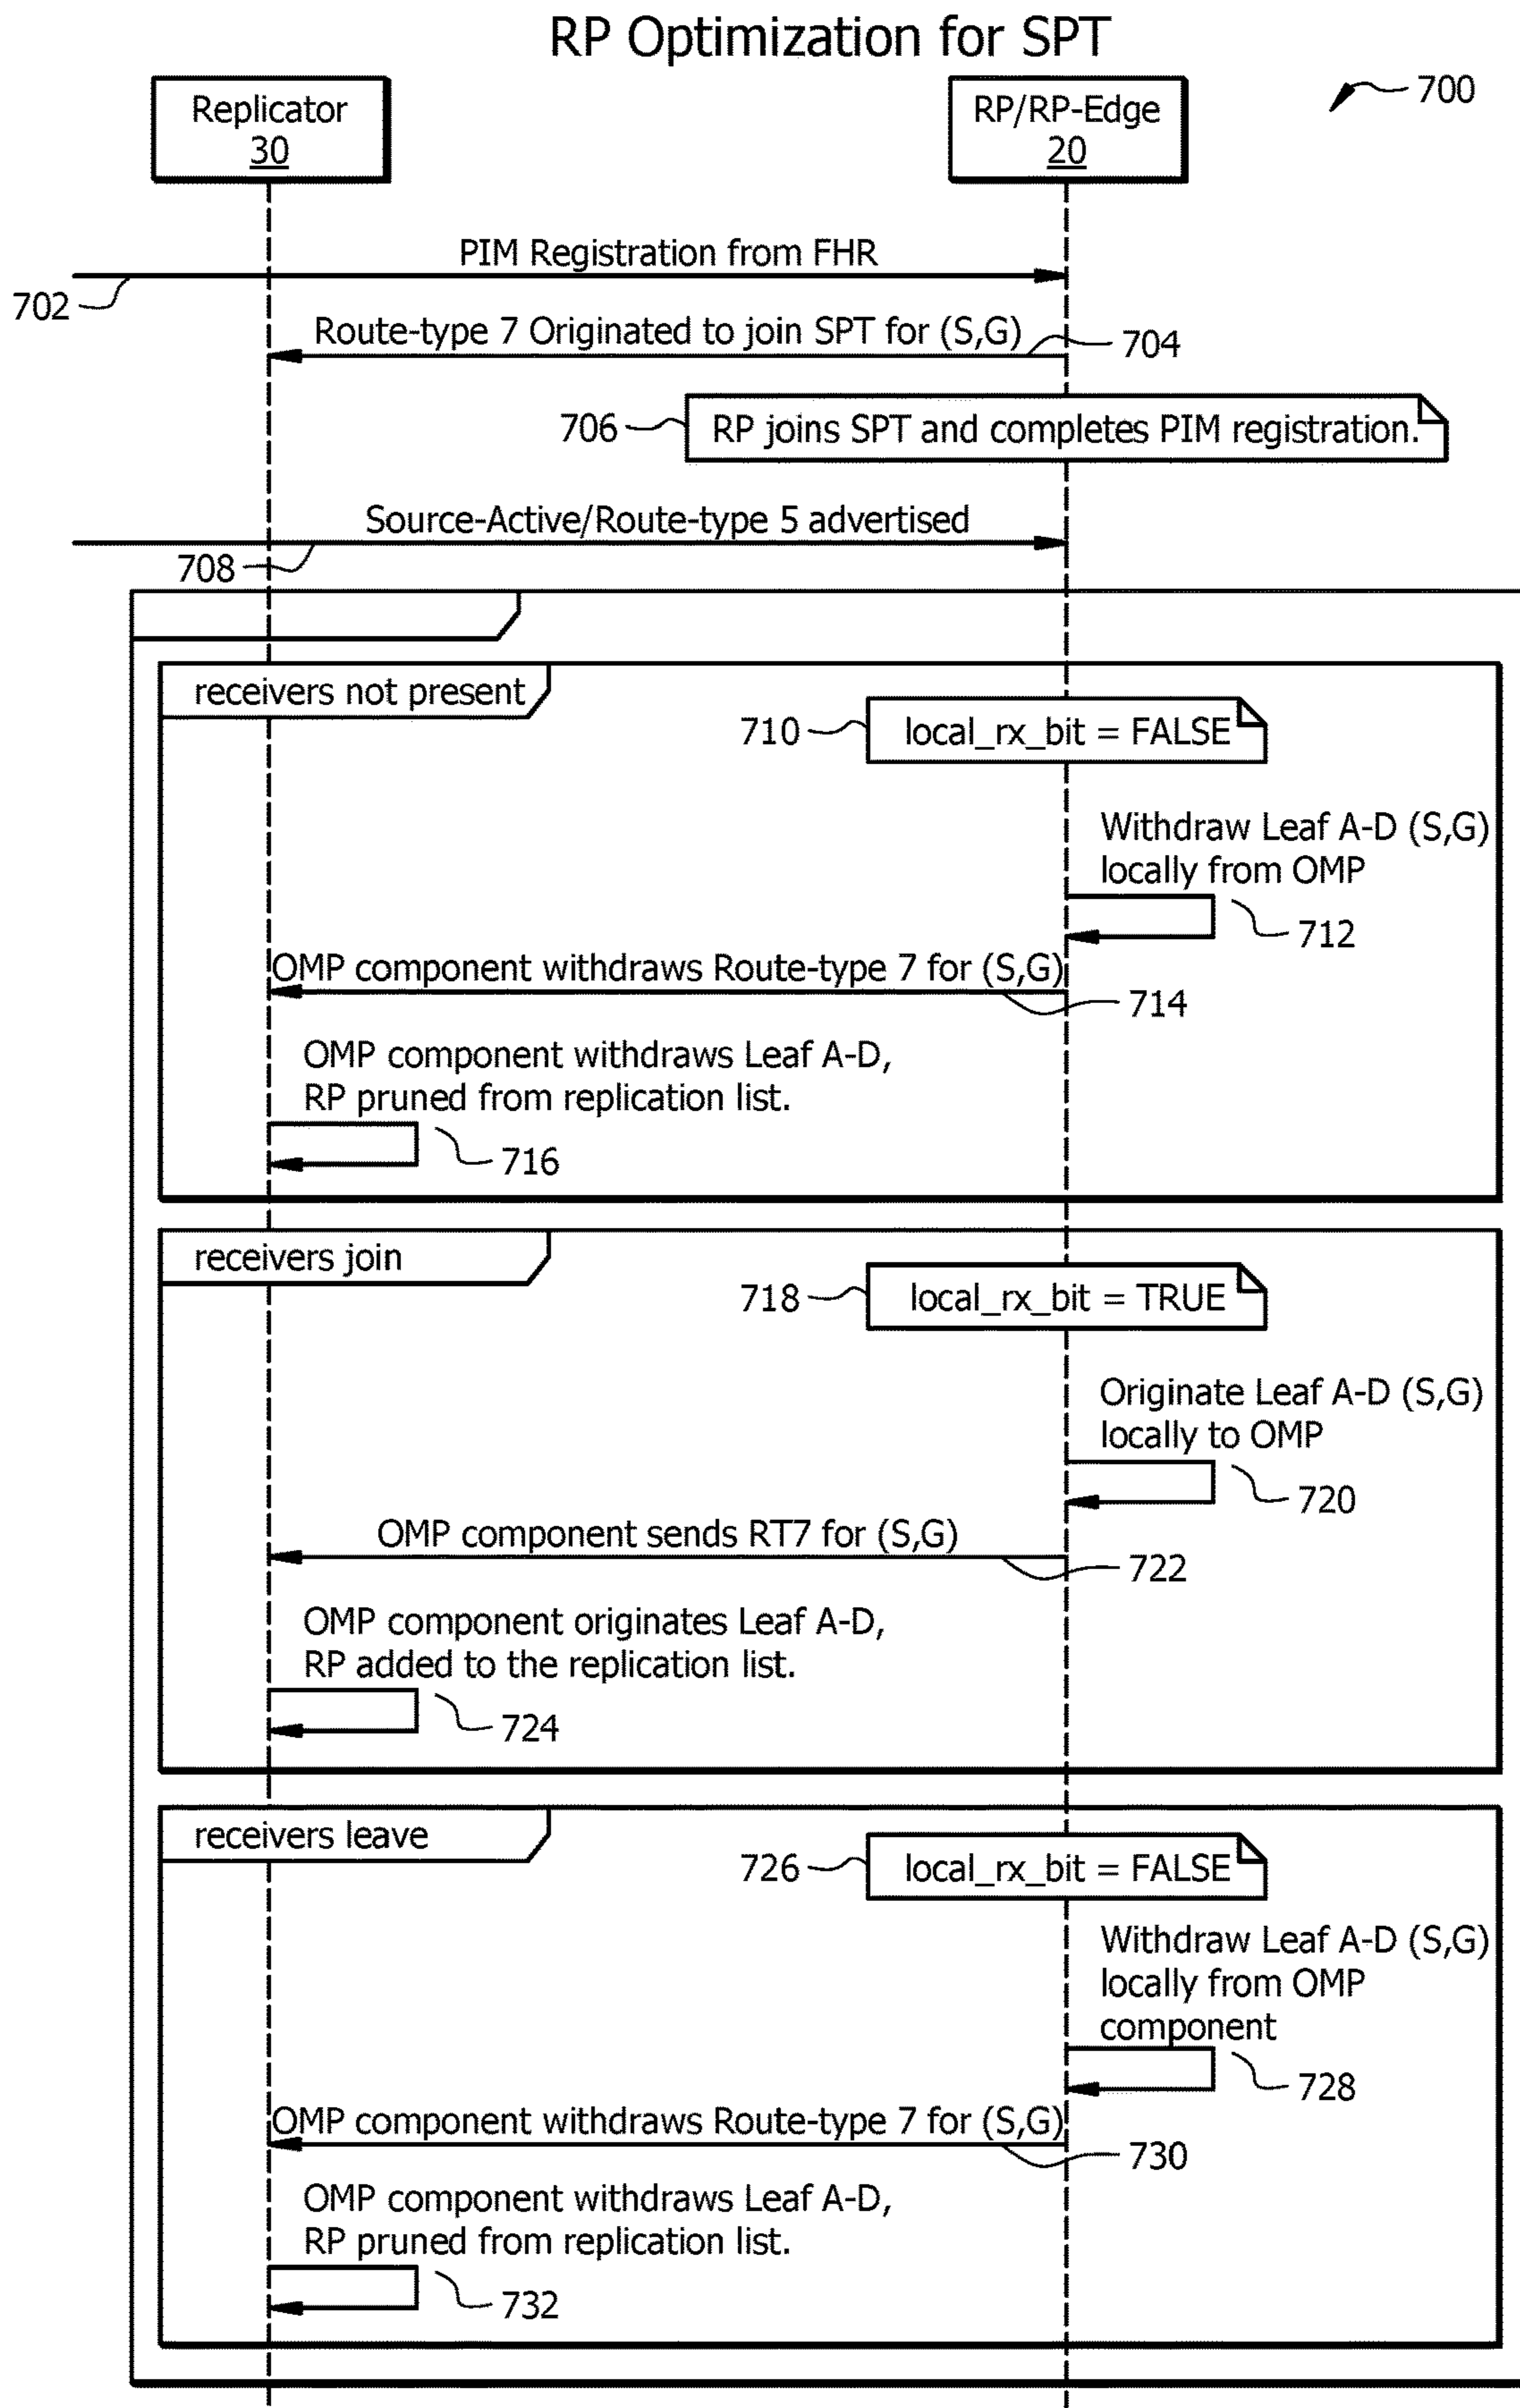 RP Optimization for SPT
Replicator
30
RP/RP-Edge
20
700
PIM Registration from FHR
702
Route-type 7 Originated to join SPT for (S,G)
704
706
RP joins SPT and completes PIM registration.
Source-Active/Route-type 5 advertised
708
receivers not present
710
local_rx_bit = FALSE
Withdraw Leaf A-D (S,G)
locally from OMP
712
OMP component withdraws Route-type 7 for (S,G)
714
OMP component withdraws Leaf A-D,
RP pruned from replication list.
716
receivers join
718
local_rx_bit = TRUE
Originate Leaf A-D (S,G)
locally to OMP
720
OMP component sends RT7 for (S,G)
722
OMP component originates Leaf A-D,
RP added to the replication list.
724
receivers leave
726
local_rx_bit = FALSE
Withdraw Leaf A-D (S,G)
locally from OMP
component
728
OMP component withdraws Route-type 7 for (S,G)
730
OMP component withdraws Leaf A-D,
RP pruned from replication list.
732